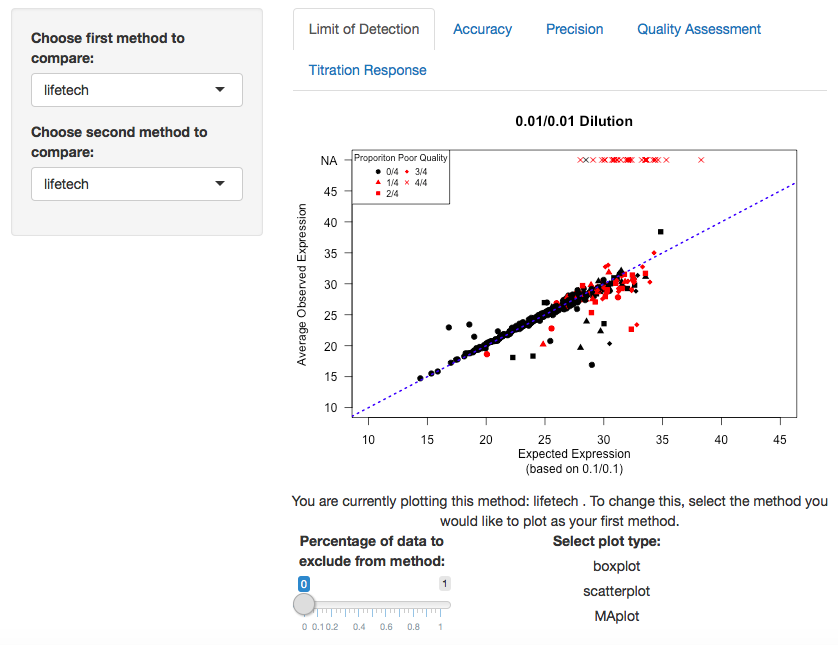 Choose first method to
compare:
lifetech
Choose second method to
compare:
lifetech
Limit of Detection
Accuracy
Precision
Quality Assessment
Titration Response
0.01/0.01 Dilution
Proporiton Poor Quality
0/4 3/4
1/4 4/4
2/4
Average Observed Expression
NA
45
40
35
30
25
20
15
10
10 15 20 25 30 35 40 45
Expected Expression
(based on 0.1/0.1)
You are currently plotting this method: lifetech . To change this, select the method you
would like to plot as your first method.
Percentage of data to
exclude from method:
0 1
0 0.1 0.2 0.4 0.6 0.8 1
Select plot type:
boxplot
scatterplot
MAplot